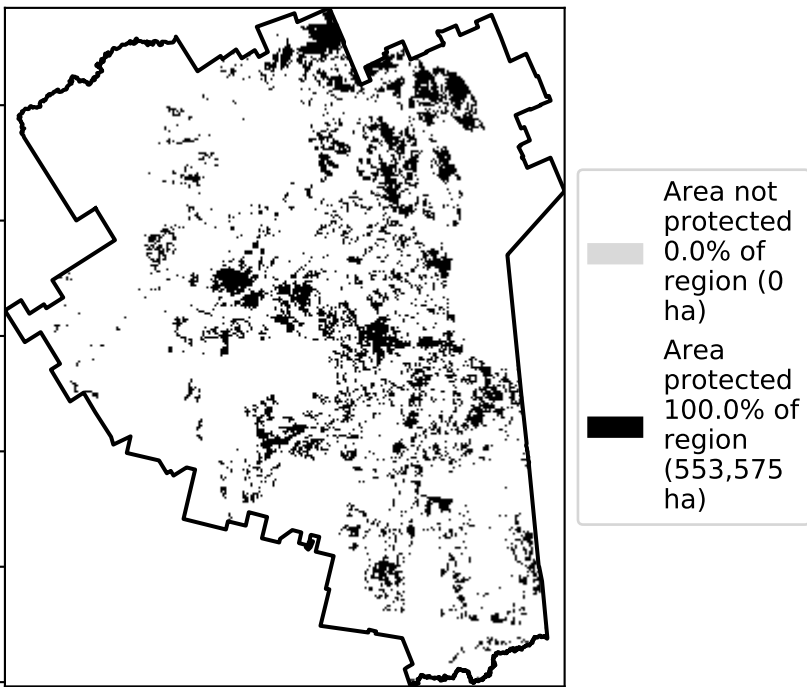 Area not
protected
0.0% of
region (0
ha)
Area
protected
100.0% of
region
(553,575
ha)